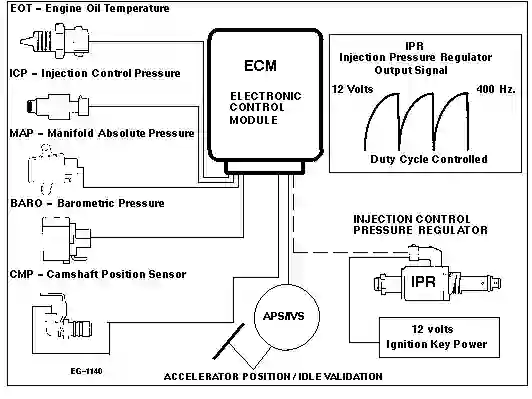 EOT – Engine Oil Temperature
ICP – Injection Control Pressure
MAP – Manifold Absolute Pressure
BARO – Barometric Pressure
CMP – Camshaft Position Sensor
EG-1140
ECM
ELECTRONIC
CONTROL
MODULE
IPR
Injection Pressure Regulator
Output Signal
12 Volts
400 Hz.
Duty Cycle Controlled
INJECTION CONTROL
PRESSURE REGULATOR
IPR
12 volts
Ignition Key Power
APS/IVS
ACCELERATOR POSITION / IDLE VALIDATION